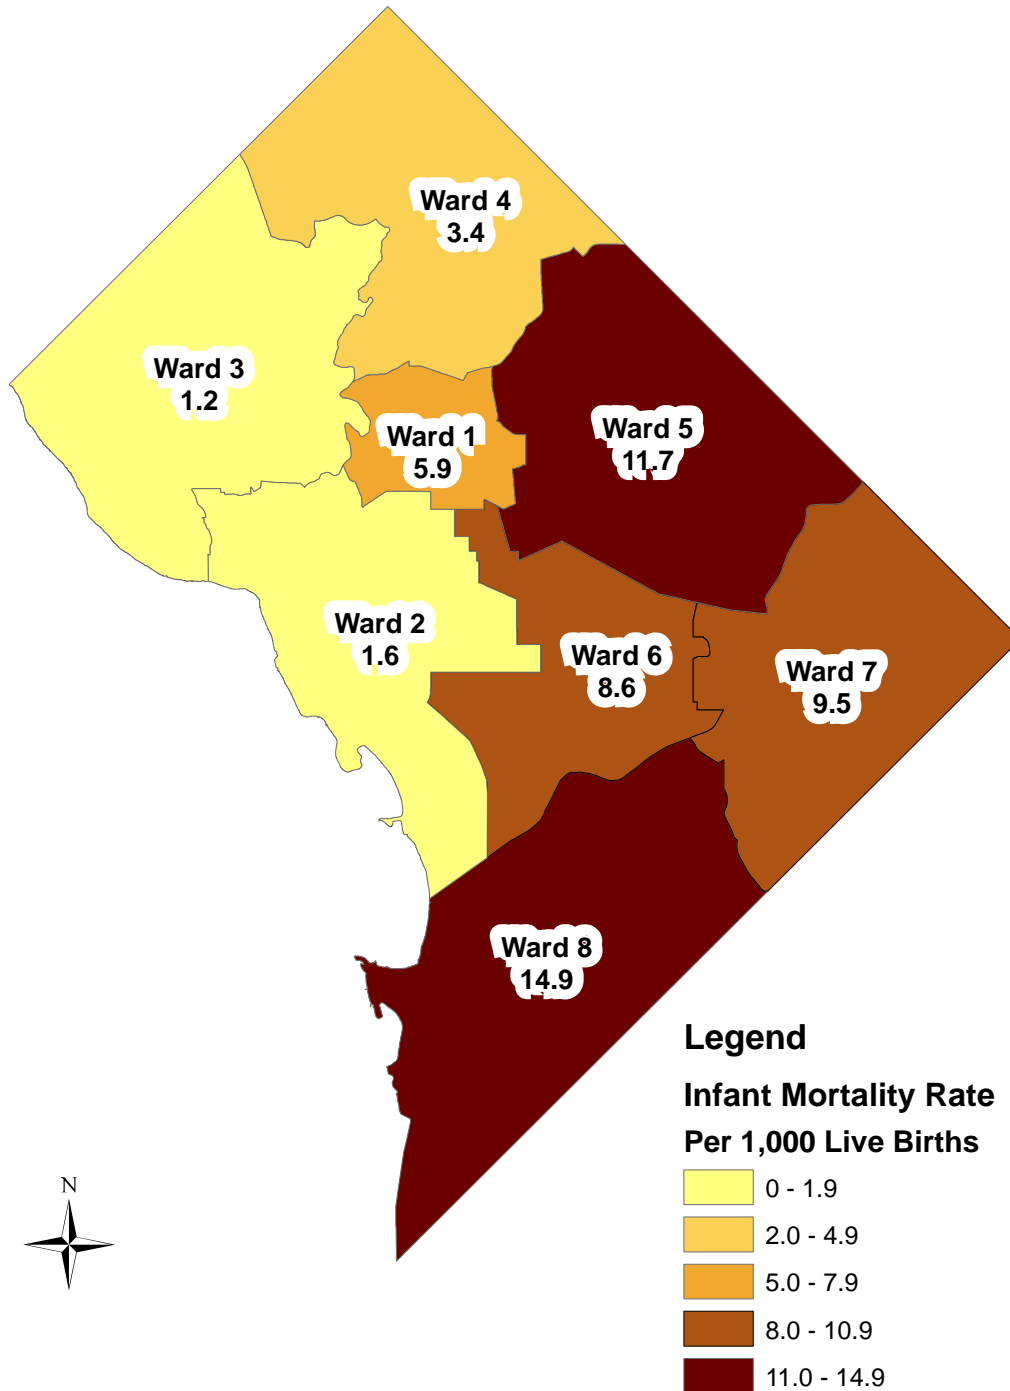 Ward 4
3.4
Ward 3
1.2
Ward 1
5.9
Ward 5
11.7
Ward 2
1.6
Ward 6
8.6
Ward 7
9.5
Ward 8
14.9
Legend
Infant Mortality Rate
Per 1,000 Live Births
0 - 1.9
2.0 - 4.9
5.0 - 7.9
8.0 - 10.9
11.0 - 14.9
N